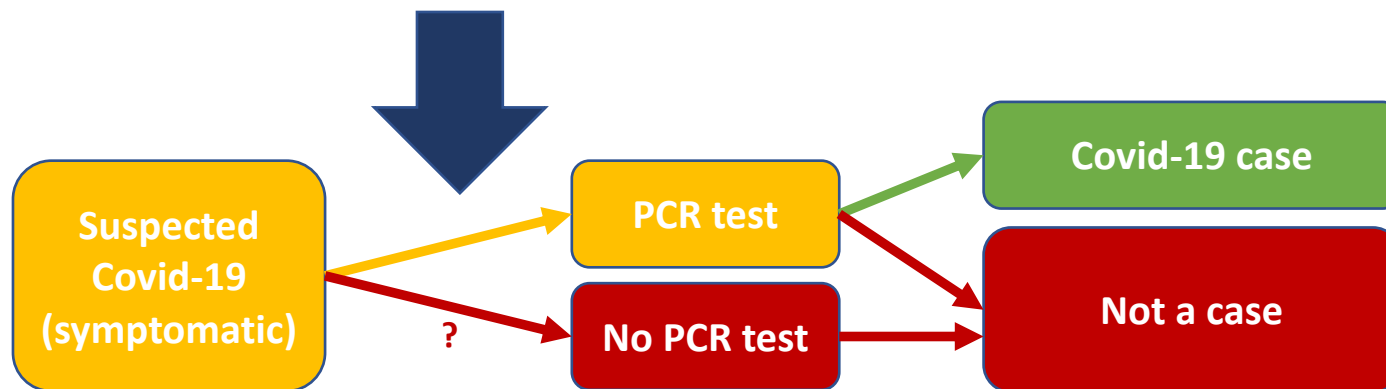 Suspected
Covid-19
(symptomatic)
?
PCR test
No PCR test
Covid-19 case
Not a case